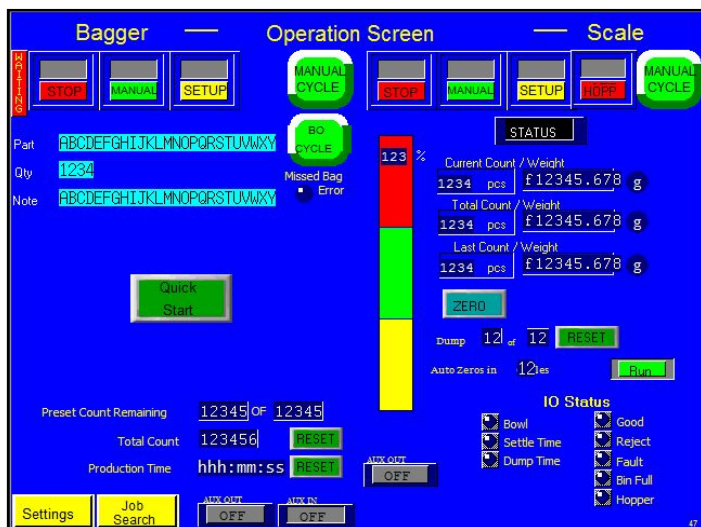 Bagger — Operation Screen — Scale
WAITING
STOP
MANUAL
SETUP
MANUAL CYCLE
STOP
MANUAL
SETUP
HOPP
MANUAL CYCLE
Part ABCDEFGHIJKLMNOPQRSTUVWXY
Qty 1234
Note ABCDEFGHIJKLMNOPQRSTUVWXY
BO
CYCLE
Missed Bag
Error
123 %
STATUS
Current Count / Weight
1234 pcs f12345.678 g
Total Count / Weight
1234 pcs f12345.678 g
Last Count / Weight
1234 pcs f12345.678 g
Quick
Start
ZERO
Dump 12 of 12 RESET
Auto Zeros in 12les Run
Preset Count Remaining 12345 OF 12345
Total Count 123456 RESET
Production Time hhh:mm:ss RESET
AUX OUT
OFF
IO Status
Bowl
Settle Time
Dump Time
Good
Reject
Fault
Bin Full
Hopper
Settings
Job
Search
AUX OUT
OFF
AUX IN
OFF
47